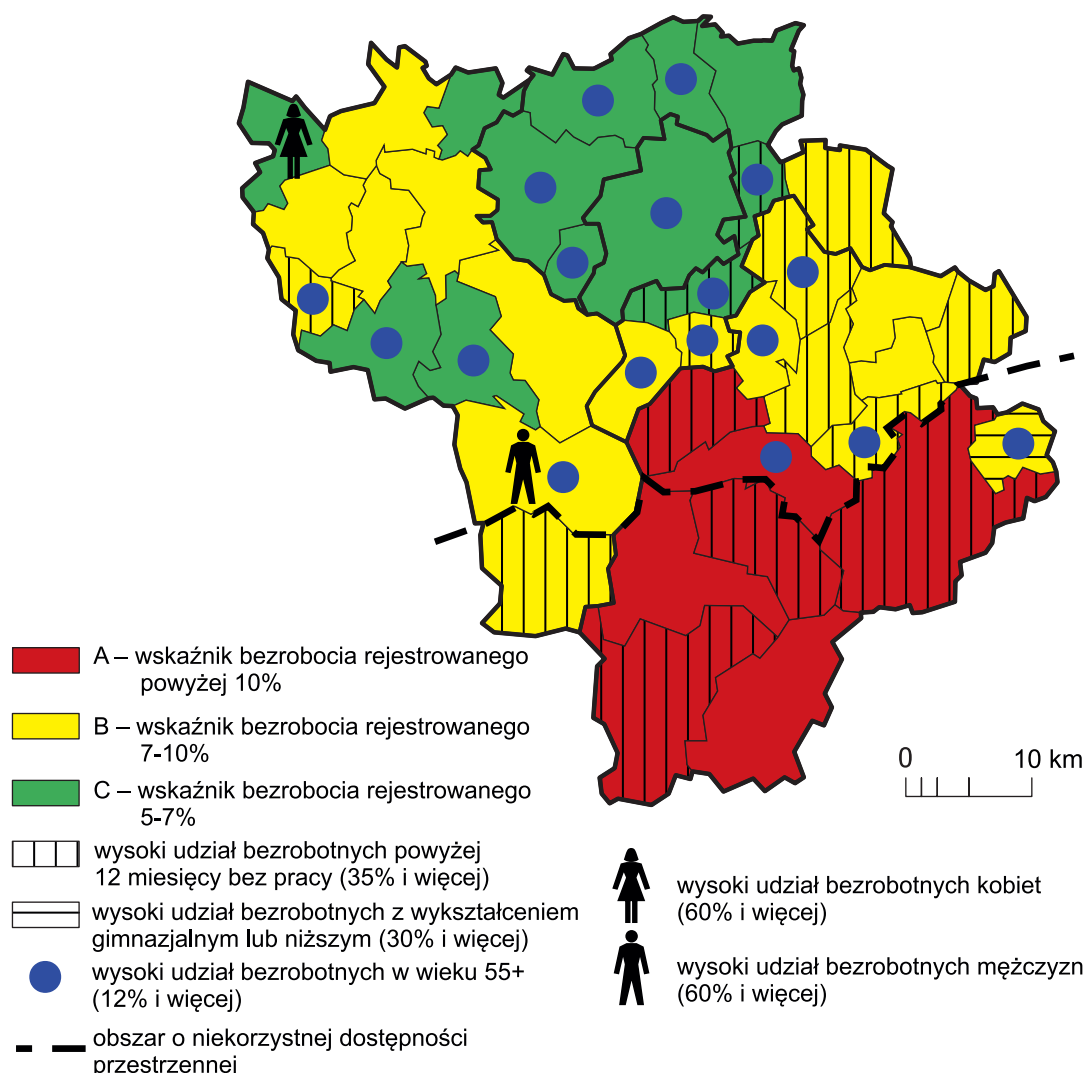 A – wskaźnik bezrobocia rejestrowanego
powyżej 10%
B – wskaźnik bezrobocia rejestrowanego
7-10%
C – wskaźnik bezrobocia rejestrowanego
5-7%
wysoki udział bezrobotnych powyżej
12 miesięcy bez pracy (35% i więcej)
wysoki udział bezrobotnych z wykształceniem
gimnazjalnym lub niższym (30% i więcej)
wysoki udział bezrobotnych w wieku 55+
(12% i więcej)
obszar o niekorzystnej dostępności
przestrzennej
0 10 km
wysoki udział bezrobotnych kobiet
(60% i więcej)
wysoki udział bezrobotnych mężczyzn
(60% i więcej)